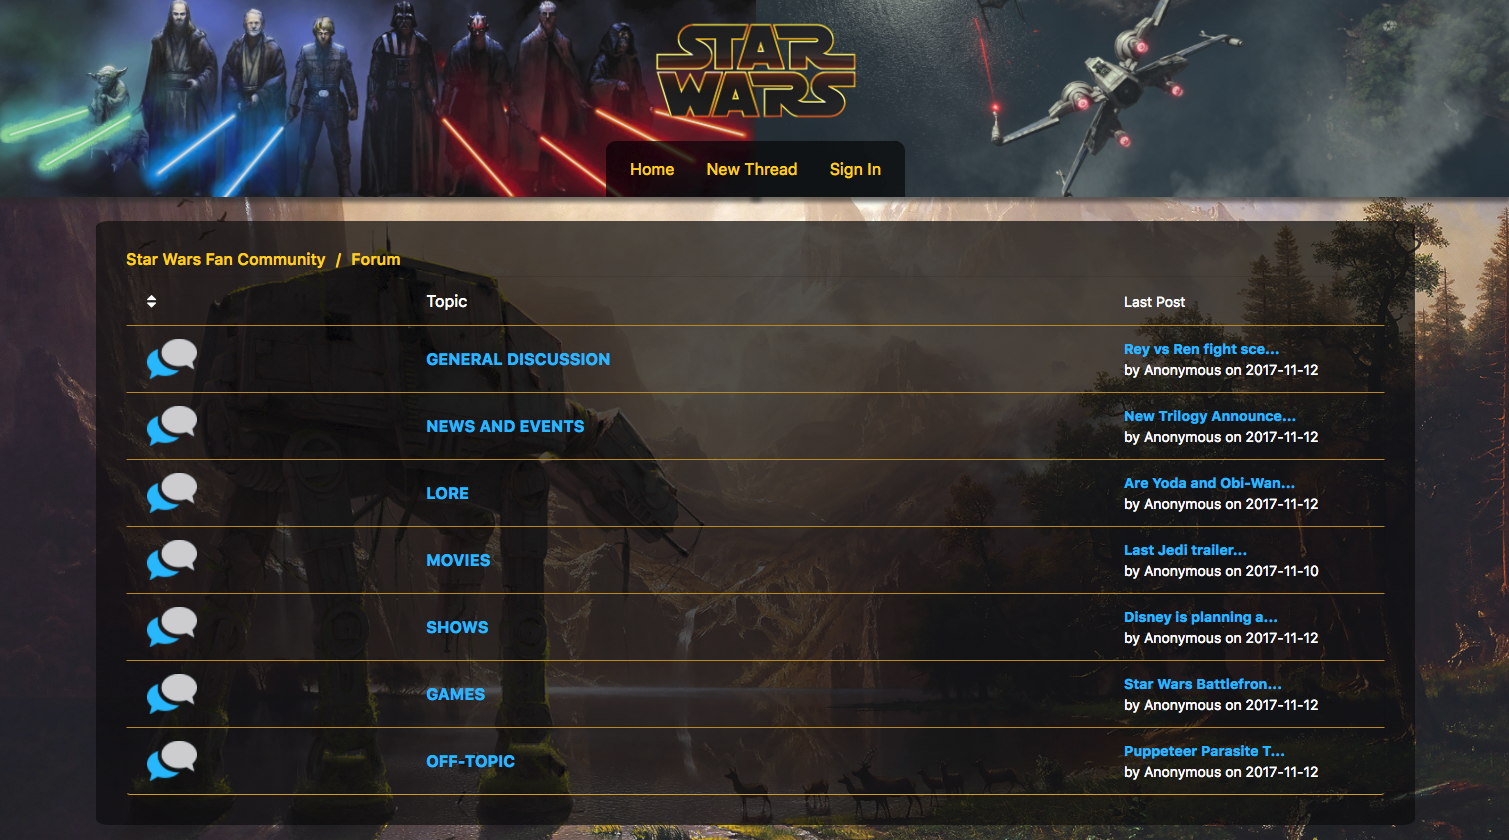 STAR
WARS
Home New Thread Sign In
Star Wars Fan Community / Forum
Topic Last Post
GENERAL DISCUSSION
Rey vs Ren fight sce...
by Anonymous on 2017-11-12
NEWS AND EVENTS
New Trilogy Announce...
by Anonymous on 2017-11-12
LORE
Are Yoda and Obi-Wan...
by Anonymous on 2017-11-12
MOVIES
Last Jedi trailer...
by Anonymous on 2017-11-10
SHOWS
Disney is planning a...
by Anonymous on 2017-11-12
GAMES
Star Wars Battlefron...
by Anonymous on 2017-11-12
OFF-TOPIC
Puppeteer Parasite T...
by Anonymous on 2017-11-12